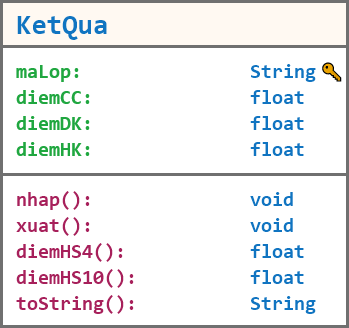 KetQua
maLop: String
diemCC: float
diemDK: float
diemHK: float
nhap(): void
xuat(): void
diemHS4(): float
diemHS10(): float
toString(): String